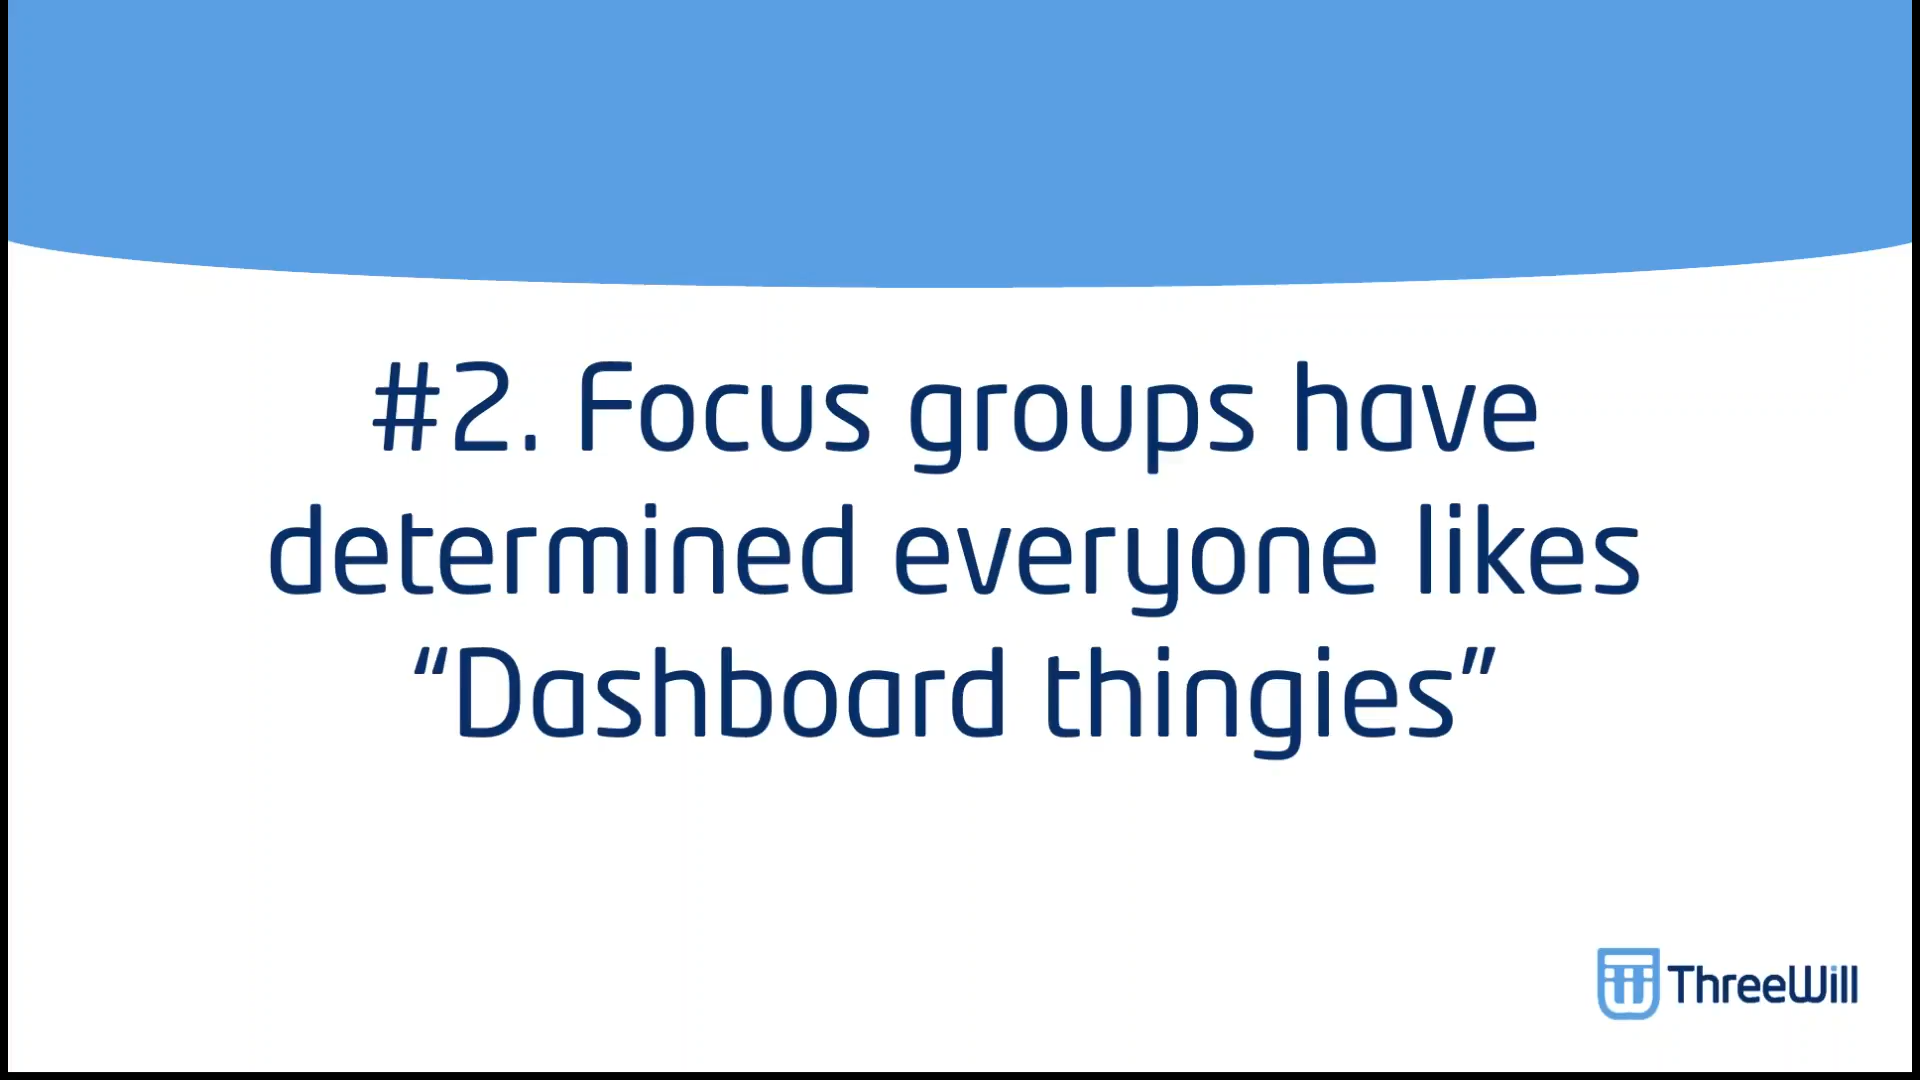 #2. Focus groups have
determined everyone likes
“Dashboard thingies”
ThreeWill